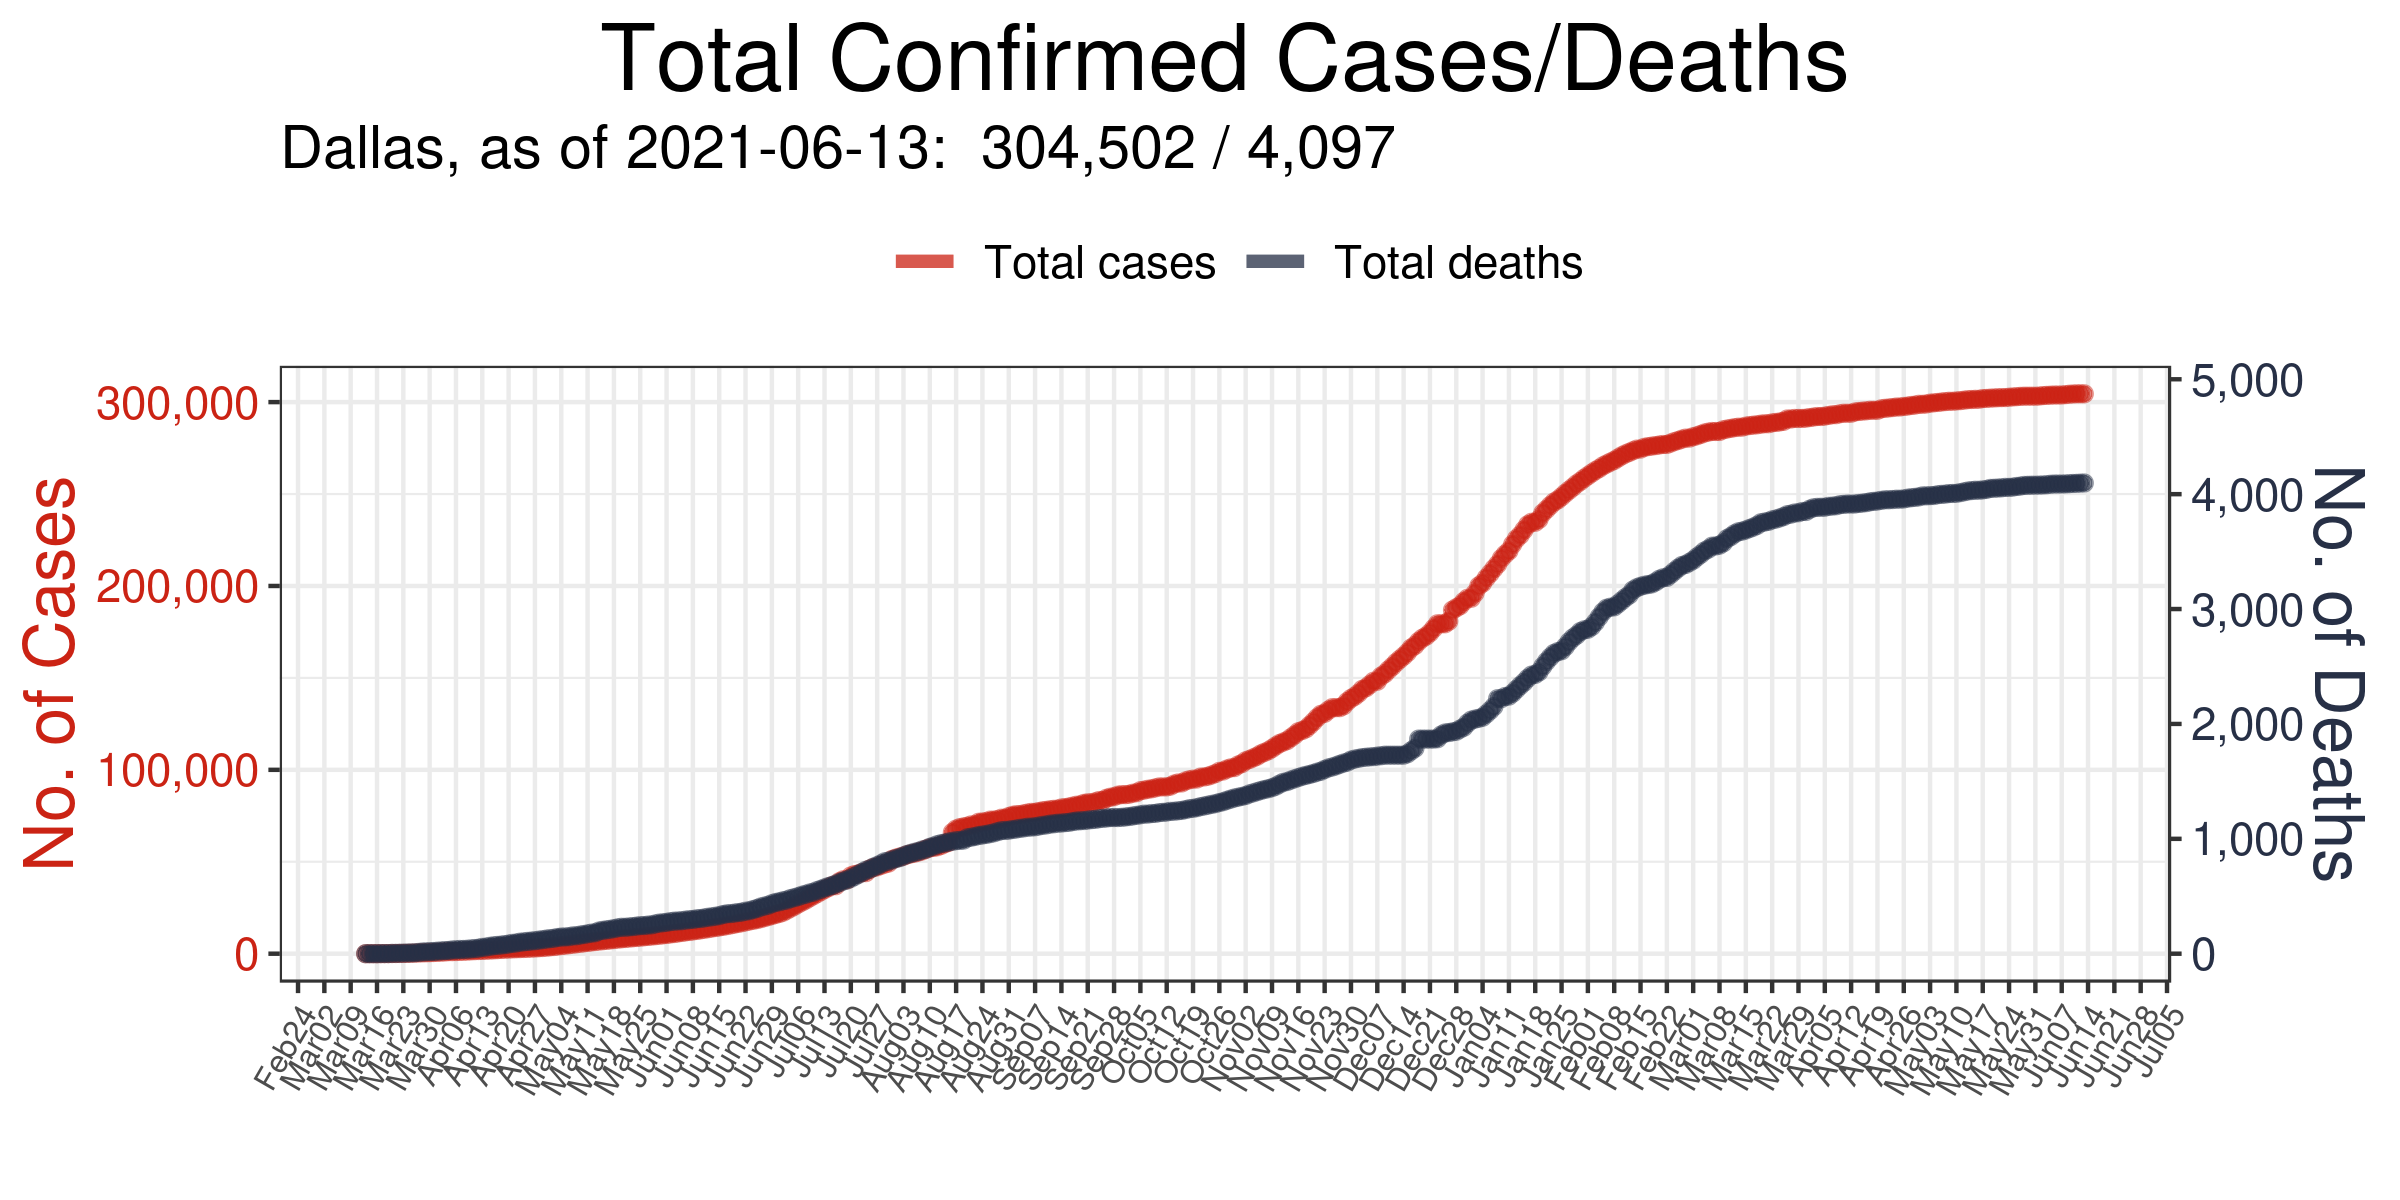 Total Confirmed Cases/Deaths
Dallas, as of 2021-06-13:  304,502 / 4,097
Total cases
Total deaths
No. of Cases
300,000
200,000
100,000
0
5,000
4,000
3,000
2,000
1,000
0
No. of Deaths
Feb24
Mar02
Mar09
Mar16
Mar23
Mar30
Apr06
Apr13
Apr20
Apr27
May04
May11
May18
May25
Jun01
Jun08
Jun15
Jun22
Jun29
Jul06
Jul13
Jul20
Jul27
Aug03
Aug10
Aug17
Aug24
Aug31
Sep07
Sep14
Sep21
Sep28
Oct05
Oct12
Oct19
Oct26
Nov02
Nov09
Nov16
Nov23
Nov30
Dec07
Dec14
Dec21
Dec28
Jan04
Jan11
Jan18
Jan25
Feb01
Feb08
Feb15
Feb22
Mar01
Mar08
Mar15
Mar22
Mar29
Apr05
Apr12
Apr19
Apr26
May03
May10
May17
May24
May31
Jun07
Jun14
Jun21
Jun28
Jul05